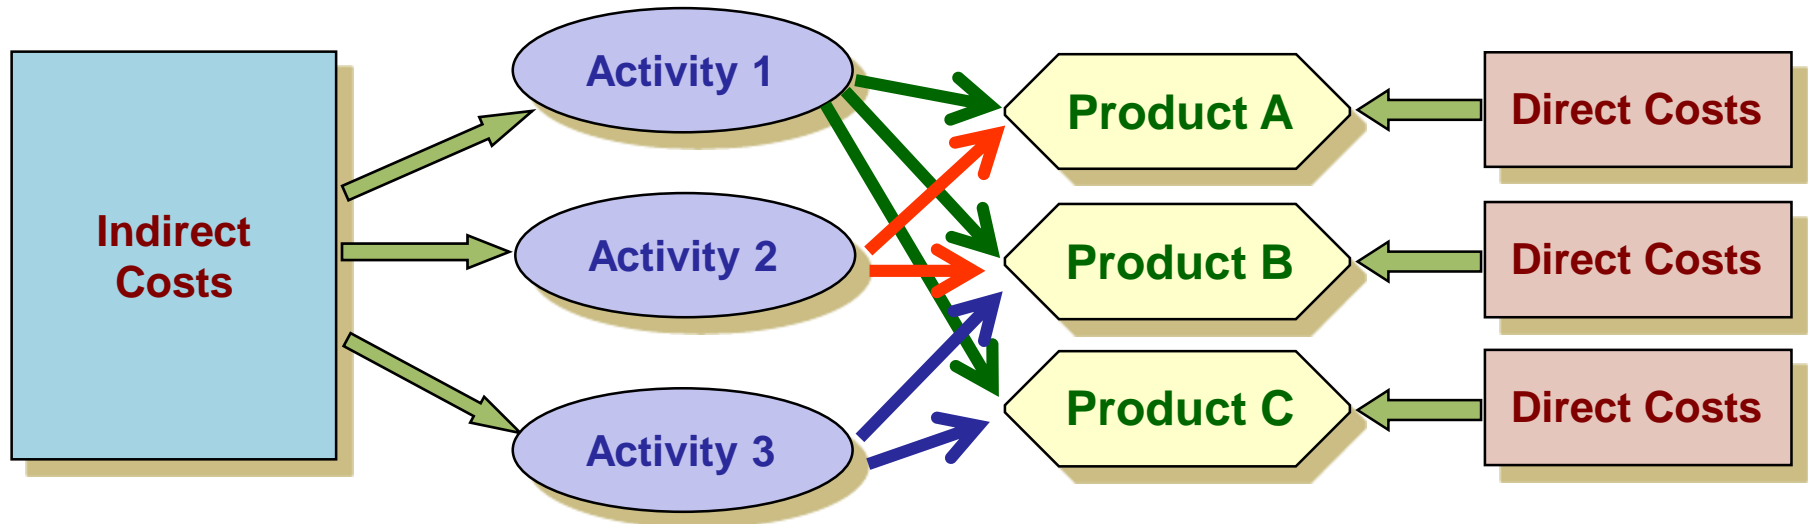 Indirect
Costs
Activity 1
Activity 2
Activity 3
Product A
Product B
Product C
Direct Costs
Direct Costs
Direct Costs